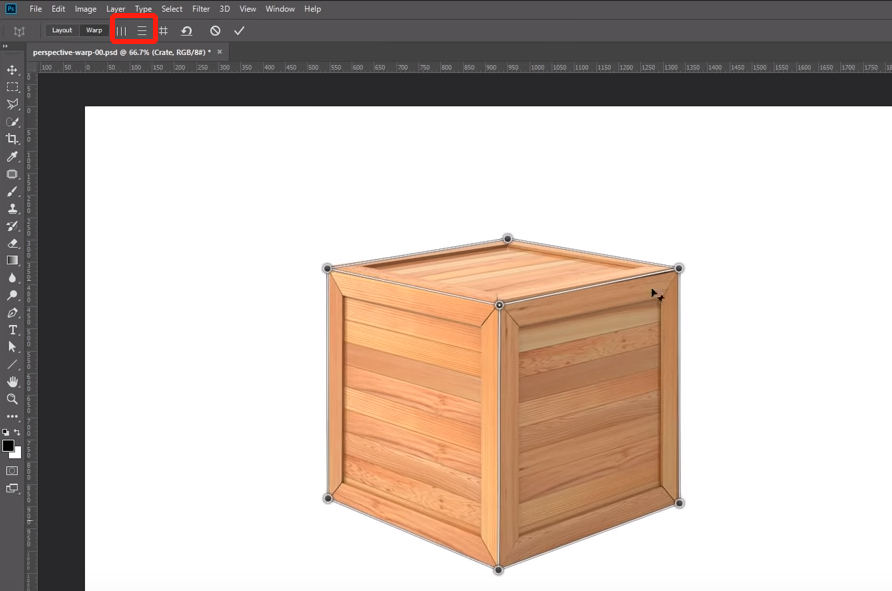 Ps File Edit Image Layer Type Select Filter 3D View Window Help
Layout Warp
perspective-warp-00.psd @ 66.7% (Crate, RGB/8#) * ×
100 50 0 50 100 150 200 250 300 350 400 450 500 550 600 650 700 750 800 850 900 950 1000 1050 1100 1150 1200 1250 1300 1350 1400 1450 1500 1550 1600 1650 1700 1750